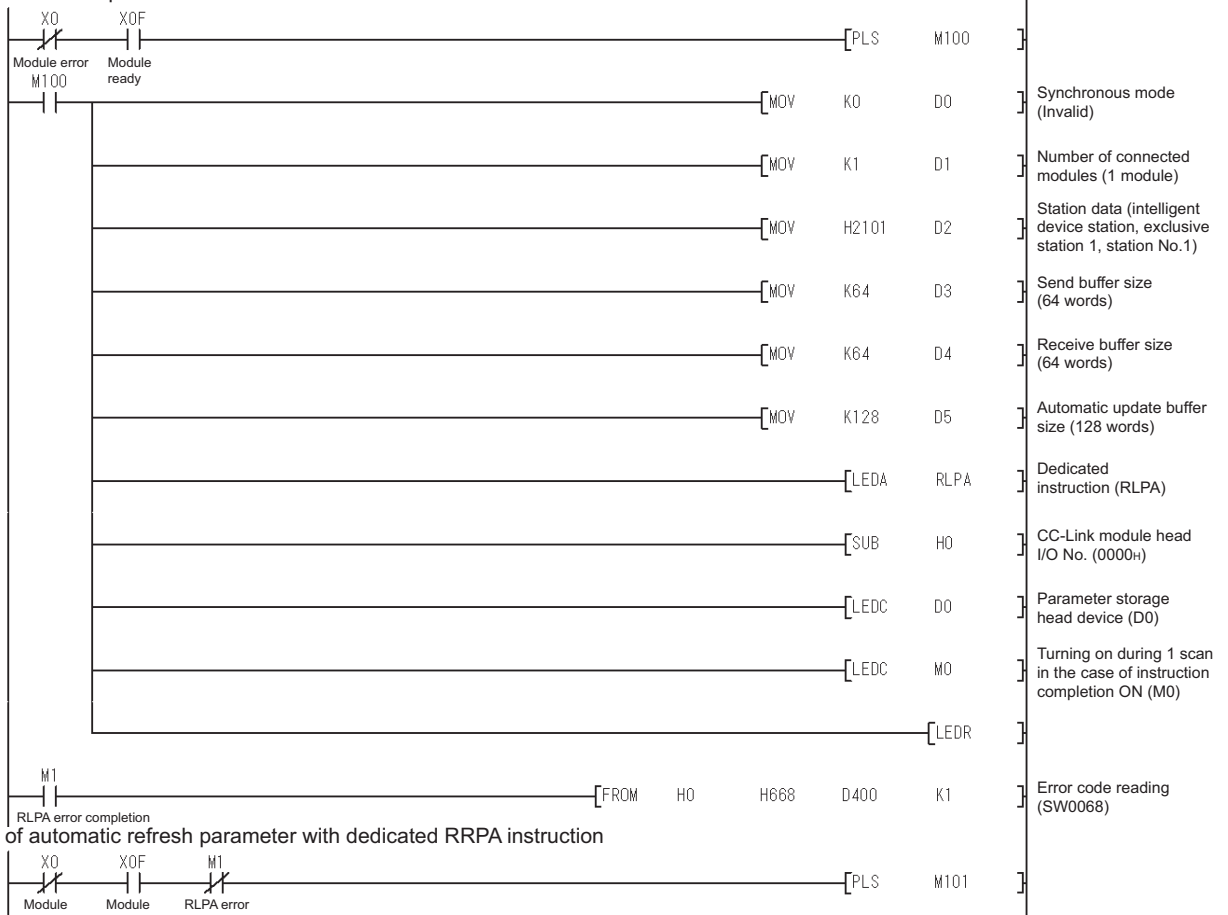 X0 X0F
[PLS M100 ]
Module error Module
ready
M100
[MOV K0 D0 ] Synchronous mode
(Invalid)
[MOV K1 D1 ] Number of connected
modules (1 module)
[MOV H2101 D2 ] Station data (intelligent
device station, exclusive
station 1, station No.1)
[MOV K64 D3 ] Send buffer size
(64 words)
[MOV K64 D4 ] Receive buffer size
(64 words)
[MOV K128 D5 ] Automatic update buffer
size (128 words)
[LEDA RLPA ] Dedicated
instruction (RLPA)
[SUB H0 ] CC-Link module head
I/O No. (0000H)
[LEDC D0 ] Parameter storage
head device (D0)
[LEDC M0 ] Turning on during 1 scan
in the case of instruction
completion ON (M0)
[LEDR ]
M1
[FROM H0 H668 D400 K1 ] Error code reading
(SW0068)
RLPA error completion
of automatic refresh parameter with dedicated RRPA instruction
X0 X0F M1
[PLS M101 ]
Module Module RLPA error